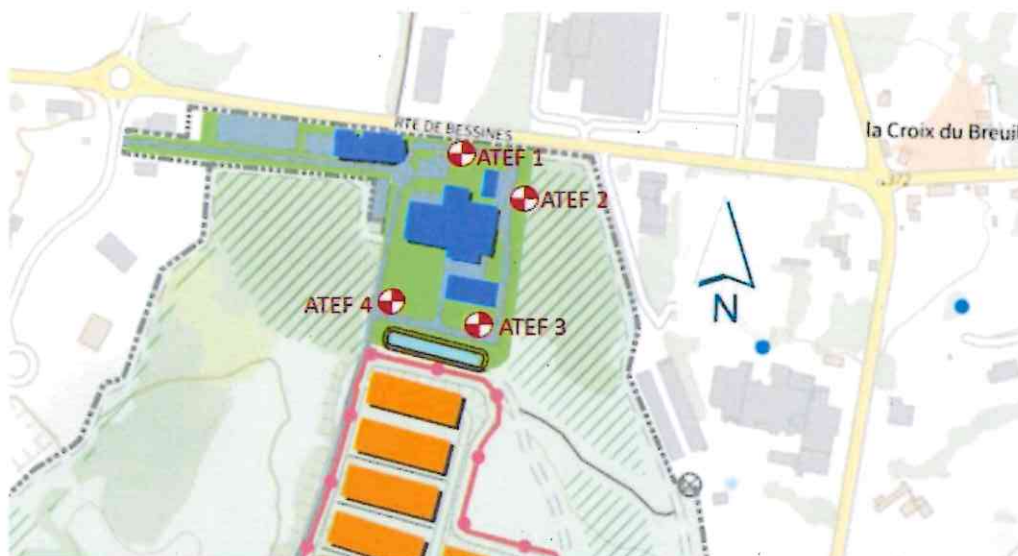 RTE DE BESSINES
la Croix du Breuil
ATEF 1
ATEF 2
N
ATEF 4
ATEF 3